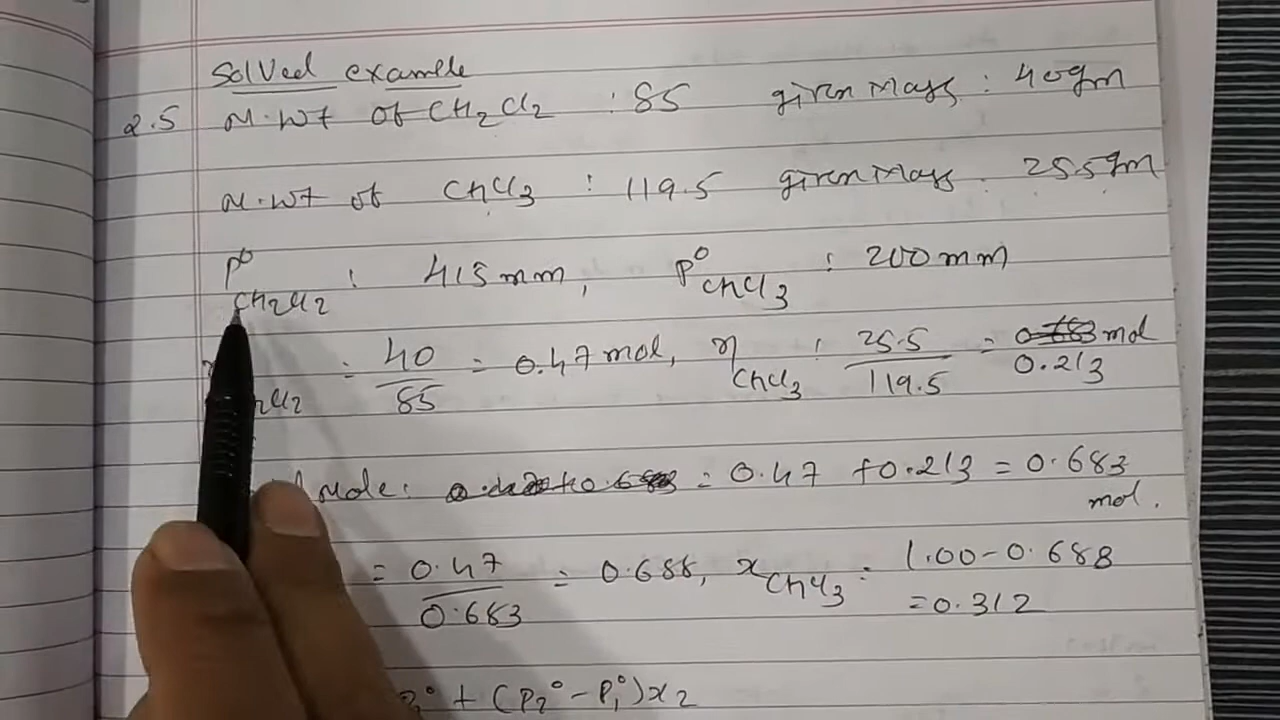 Solved example
2.5 M.wt of CH2Cl2 : 85 given Mass : 40gm
M.wt of CHCl3 : 119.5 given Mass. 25.5gm
P° CH2Cl2 : 415 mm, P° CHCl3 : 200 mm
= 40/85 = 0.47 mol, n CHCl3 : 25.5/119.5 = 0.213 mol
Mole: = 0.47 + 0.213 = 0.683 mol.
= 0.47/0.683 = 0.688, x CHCl3 = 1.00 - 0.688
= 0.312
+ (P2° - P1°) x2